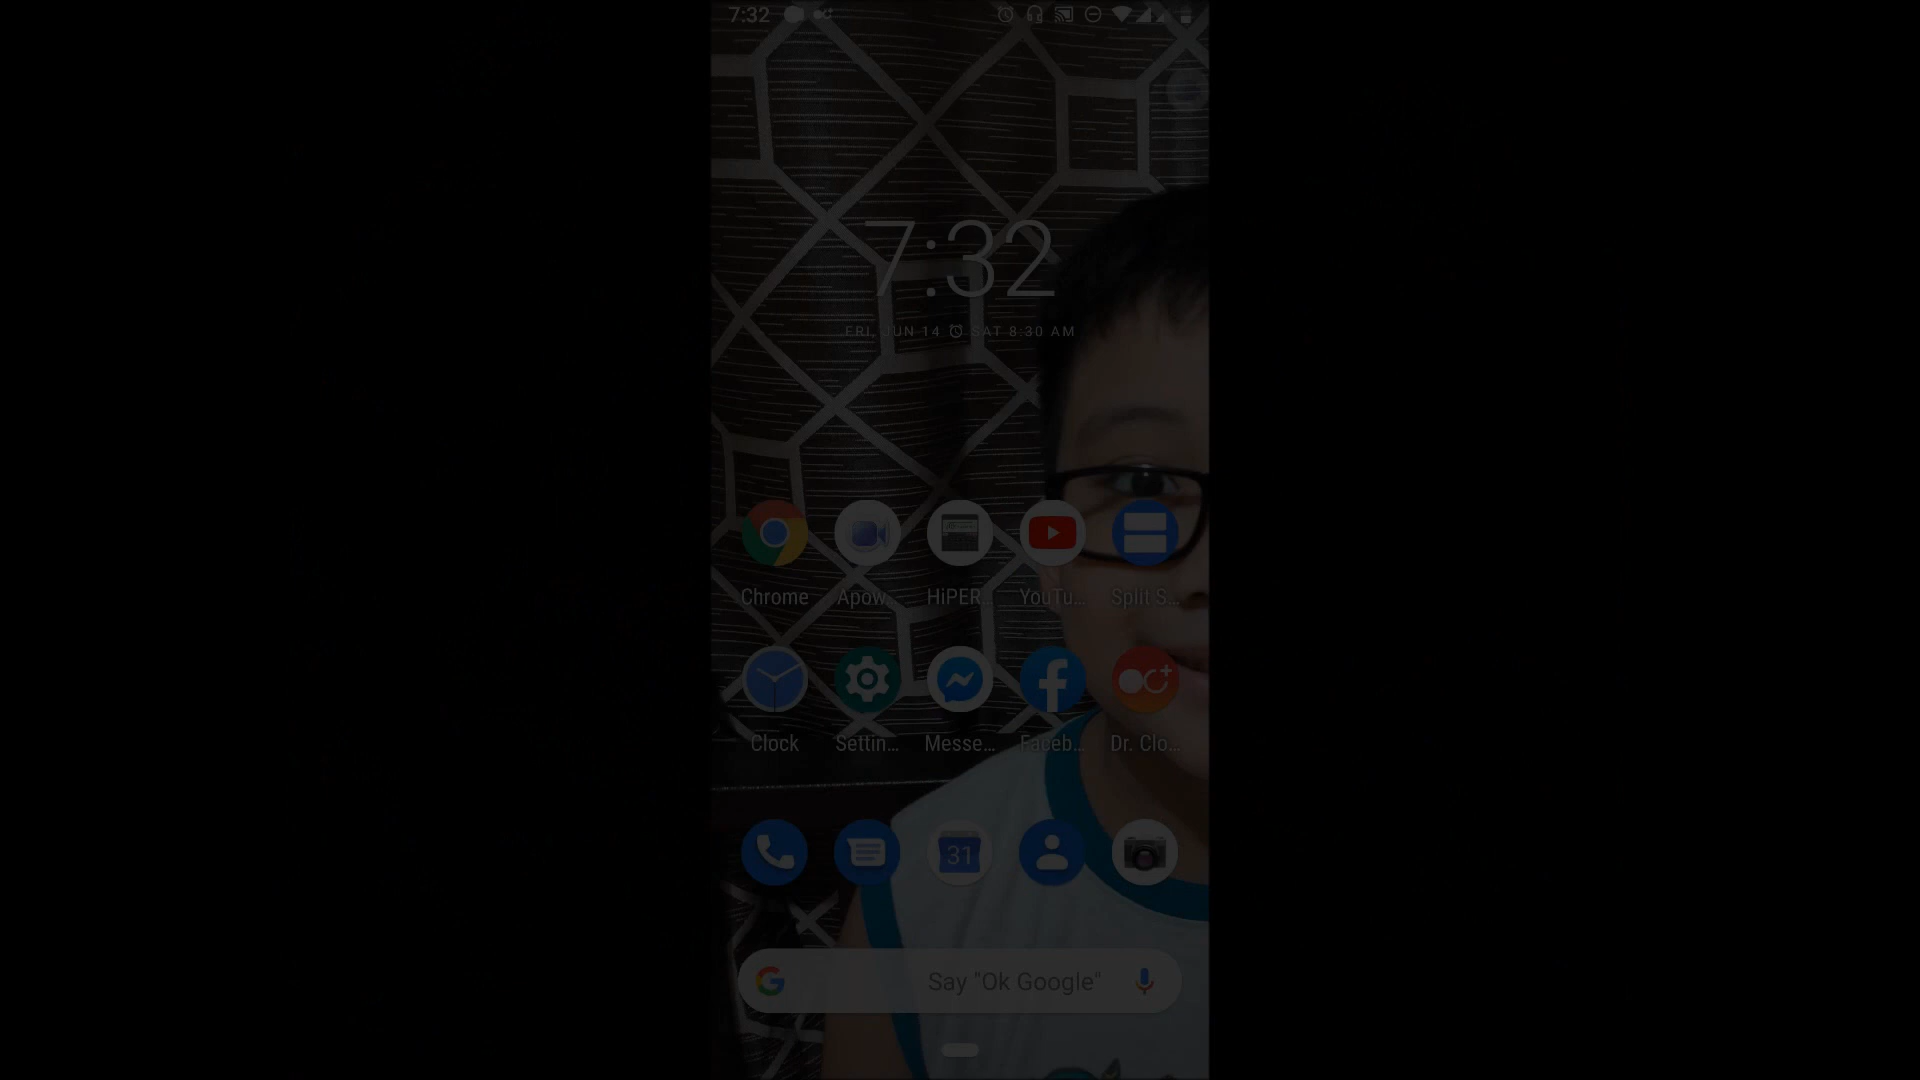 7:32
7:32
FRI, JUN 14 SAT 8:30 AM
Chrome Apow... HiPER... YouTu... Split S...
Clock Settin... Messe... Faceb... Dr. Clo...
31
Say "Ok Google"